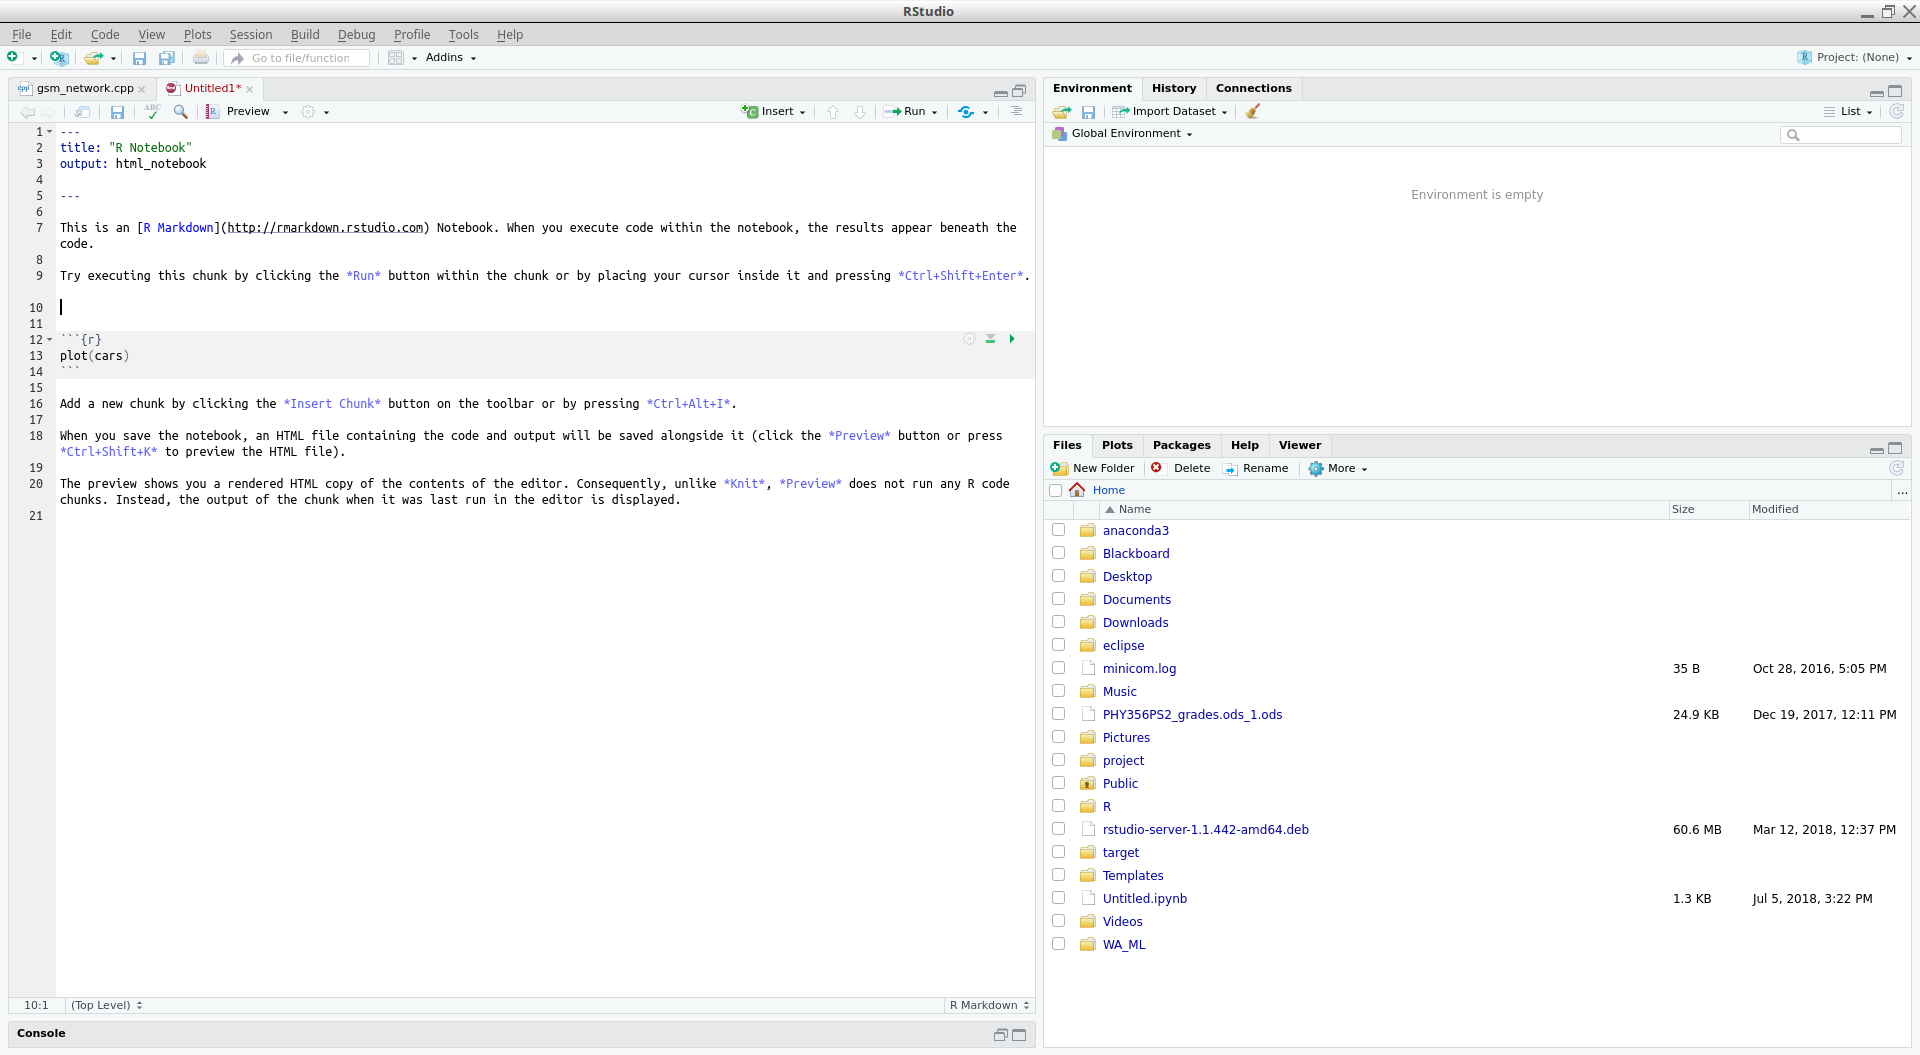 RStudio
File Edit Code View Plots Session Build Debug Profile Tools Help
Go to file/function Addins Project: (None)
gsm_network.cpp Untitled1*
ABC Preview Insert Run
1 ---
2 title: "R Notebook"
3 output: html_notebook
4
5 ---
6
7 This is an [R Markdown](http://rmarkdown.rstudio.com) Notebook. When you execute code within the notebook, the results appear beneath the
code.
8
9 Try executing this chunk by clicking the *Run* button within the chunk or by placing your cursor inside it and pressing *Ctrl+Shift+Enter*.
10
11
12 ```{r}
13 plot(cars)
14 ```
15
16 Add a new chunk by clicking the *Insert Chunk* button on the toolbar or by pressing *Ctrl+Alt+I*.
17
18 When you save the notebook, an HTML file containing the code and output will be saved alongside it (click the *Preview* button or press
*Ctrl+Shift+K* to preview the HTML file).
19
20 The preview shows you a rendered HTML copy of the contents of the editor. Consequently, unlike *Knit*, *Preview* does not run any R code
chunks. Instead, the output of the chunk when it was last run in the editor is displayed.
21
10:1 (Top Level) R Markdown
Console
Environment History Connections
Import Dataset List
Global Environment
Environment is empty
Files Plots Packages Help Viewer
New Folder Delete Rename More
Home ...
Name Size Modified
anaconda3
Blackboard
Desktop
Documents
Downloads
eclipse
minicom.log 35 B Oct 28, 2016, 5:05 PM
Music
PHY356PS2_grades.ods_1.ods 24.9 KB Dec 19, 2017, 12:11 PM
Pictures
project
Public
R
rstudio-server-1.1.442-amd64.deb 60.6 MB Mar 12, 2018, 12:37 PM
target
Templates
Untitled.ipynb 1.3 KB Jul 5, 2018, 3:22 PM
Videos
WA_ML